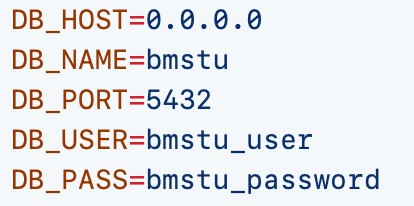 DB_HOST=0.0.0.0
DB_NAME=bmstu
DB_PORT=5432
DB_USER=bmstu_user
DB_PASS=bmstu_password